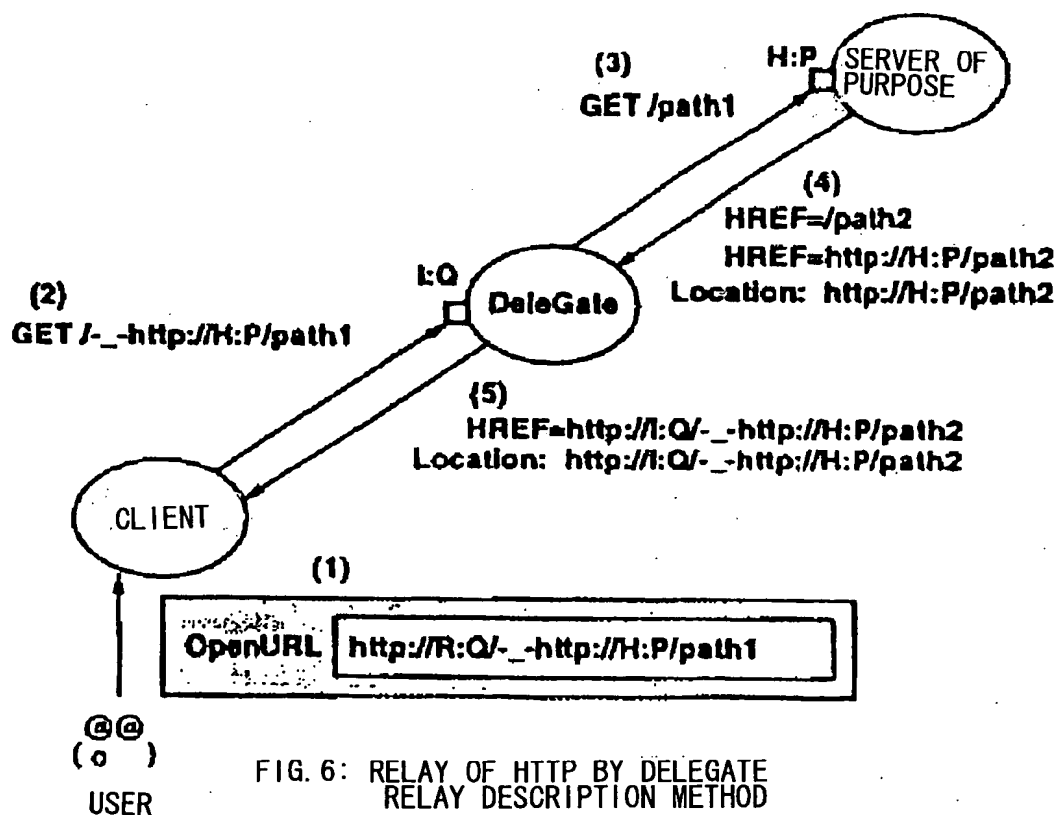 (3)
GET /path1
H:P
SERVER OF
PURPOSE
(4)
HREF=/path2
HREF=http://H:P/path2
Location: http://H:P/path2
I:Q
DeleGate
(2)
GET /-_-http://H:P/path1
(5)
HREF=http://I:Q/-_-http://H:P/path2
Location: http://I:Q/-_-http://H:P/path2
CLIENT
(1)
OpenURL http://R:Q/-_-http://H:P/path1
@@
( o )
USER
FIG. 6: RELAY OF HTTP BY DELEGATE
RELAY DESCRIPTION METHOD